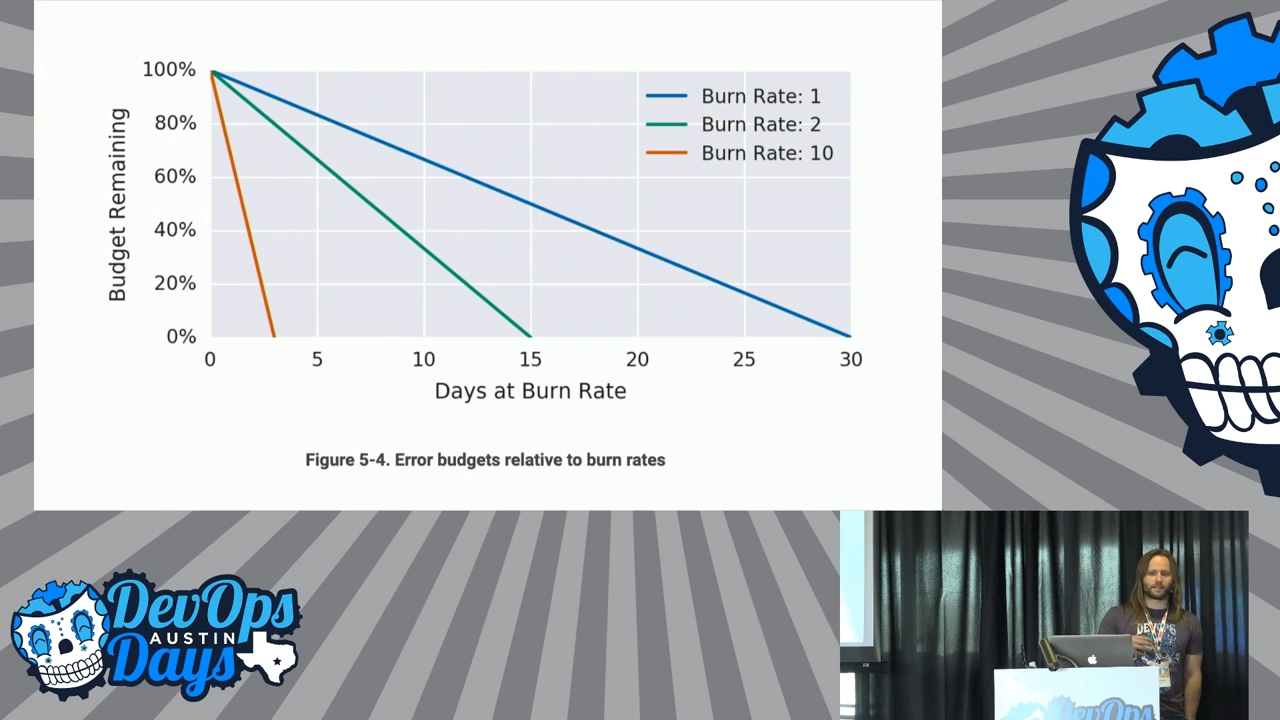 100%
80%
60%
40%
20%
0%
Budget Remaining
Burn Rate: 1
Burn Rate: 2
Burn Rate: 10
0 5 10 15 20 25 30
Days at Burn Rate
Figure 5-4. Error budgets relative to burn rates
DevOps
AUSTIN
Days
DEVOPS
DevOps